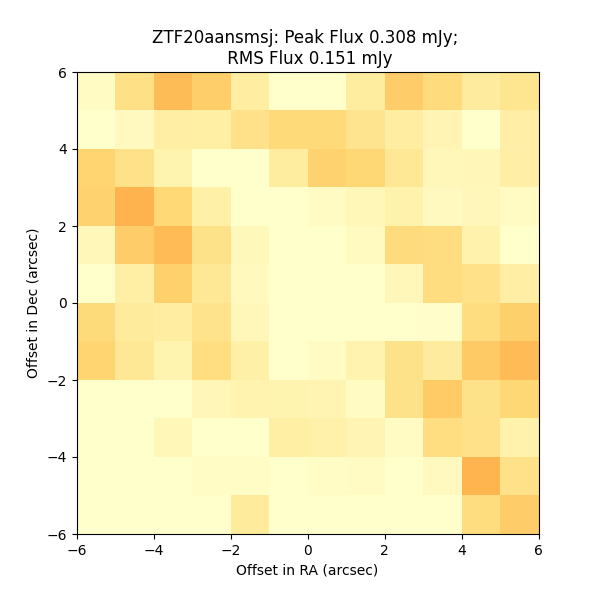 ZTF20aansmsj: Peak Flux 0.308 mJy;
RMS Flux 0.151 mJy
6
4
2
0
−2
−4
−6
Offset in Dec (arcsec)
−6 −4 −2 0 2 4 6
Offset in RA (arcsec)